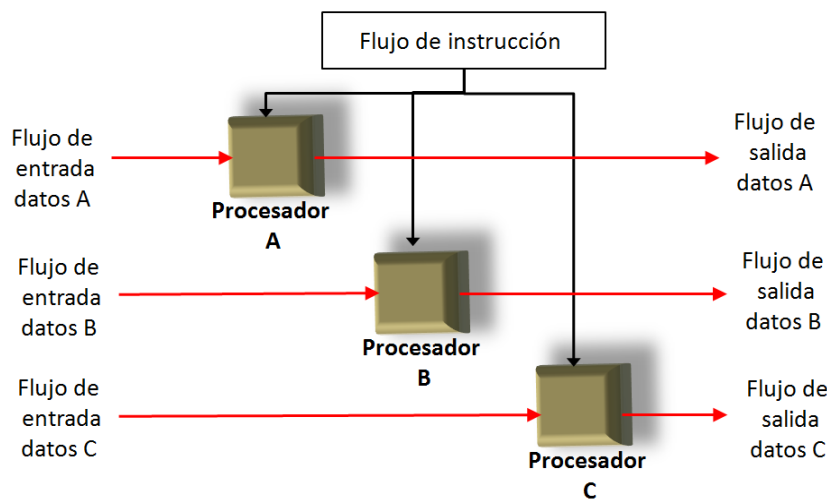 Flujo de instrucción
Flujo de
entrada
datos A
Flujo de
salida
datos A
Procesador
A
Flujo de
entrada
datos B
Flujo de
salida
datos B
Procesador
B
Flujo de
entrada
datos C
Flujo de
salida
datos C
Procesador
C